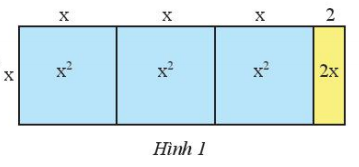 x x x 2
x x² x² x² 2x
Hình 1